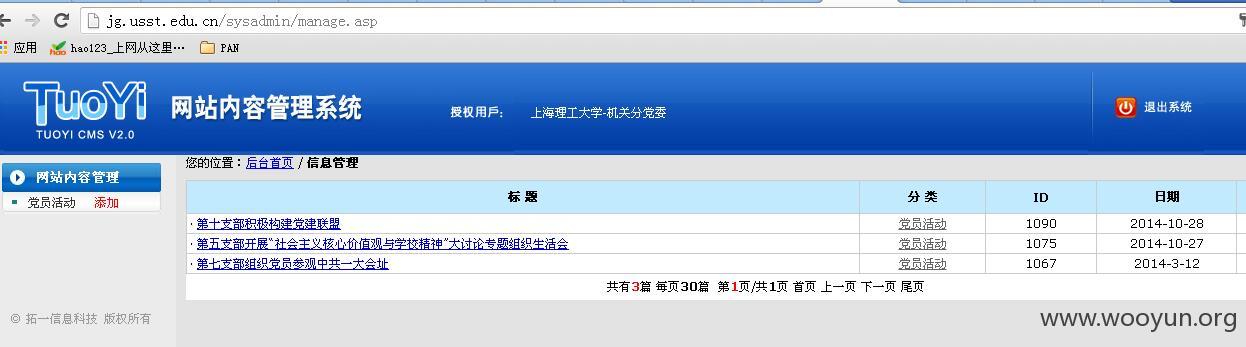 jg.usst.edu.cn/sysadmin/manage.asp
应用 hao123_上网从这里… PAN
TUOYI 网站内容管理系统 授权用户: 上海理工大学-机关分党委 退出系统
TUOYI CMS V2.0
您的位置：后台首页 / 信息管理
网站内容管理
党员活动 添加
标 题 分 类 ID 日期
·第十支部积极构建党建联盟 党员活动 1090 2014-10-28
·第五支部开展“社会主义核心价值观与学校精神”大讨论专题组织生活会 党员活动 1075 2014-10-27
·第七支部组织党员参观中共一大会址 党员活动 1067 2014-3-12
共有3篇 每页30篇 第1页/共1页 首页 上一页 下一页 尾页
© 拓一信息科技 版权所有
www.wooyun.org